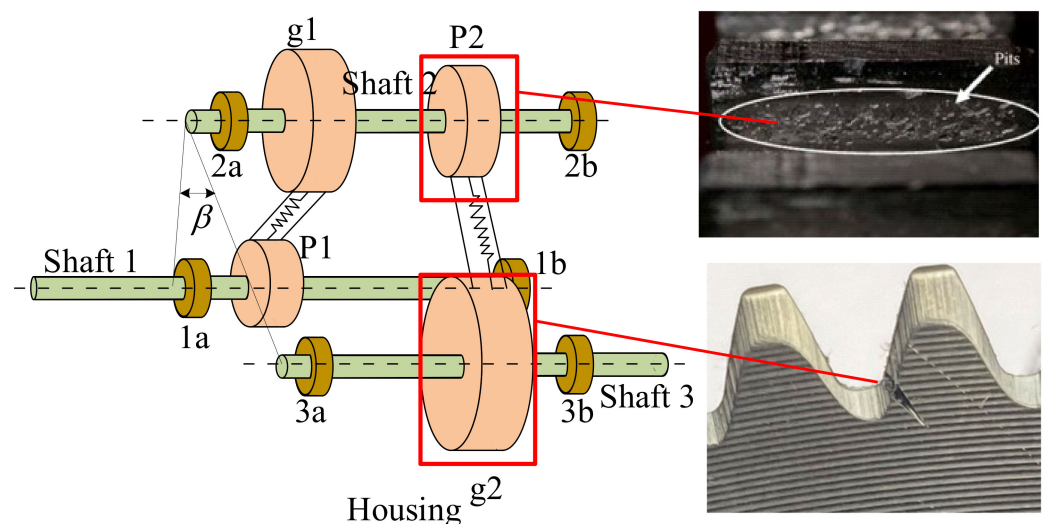 g1
P2
Shaft 2
Pits
2a
2b
β
P1
Shaft 1
1b
1a
3a
3b
Shaft 3
g2
Housing